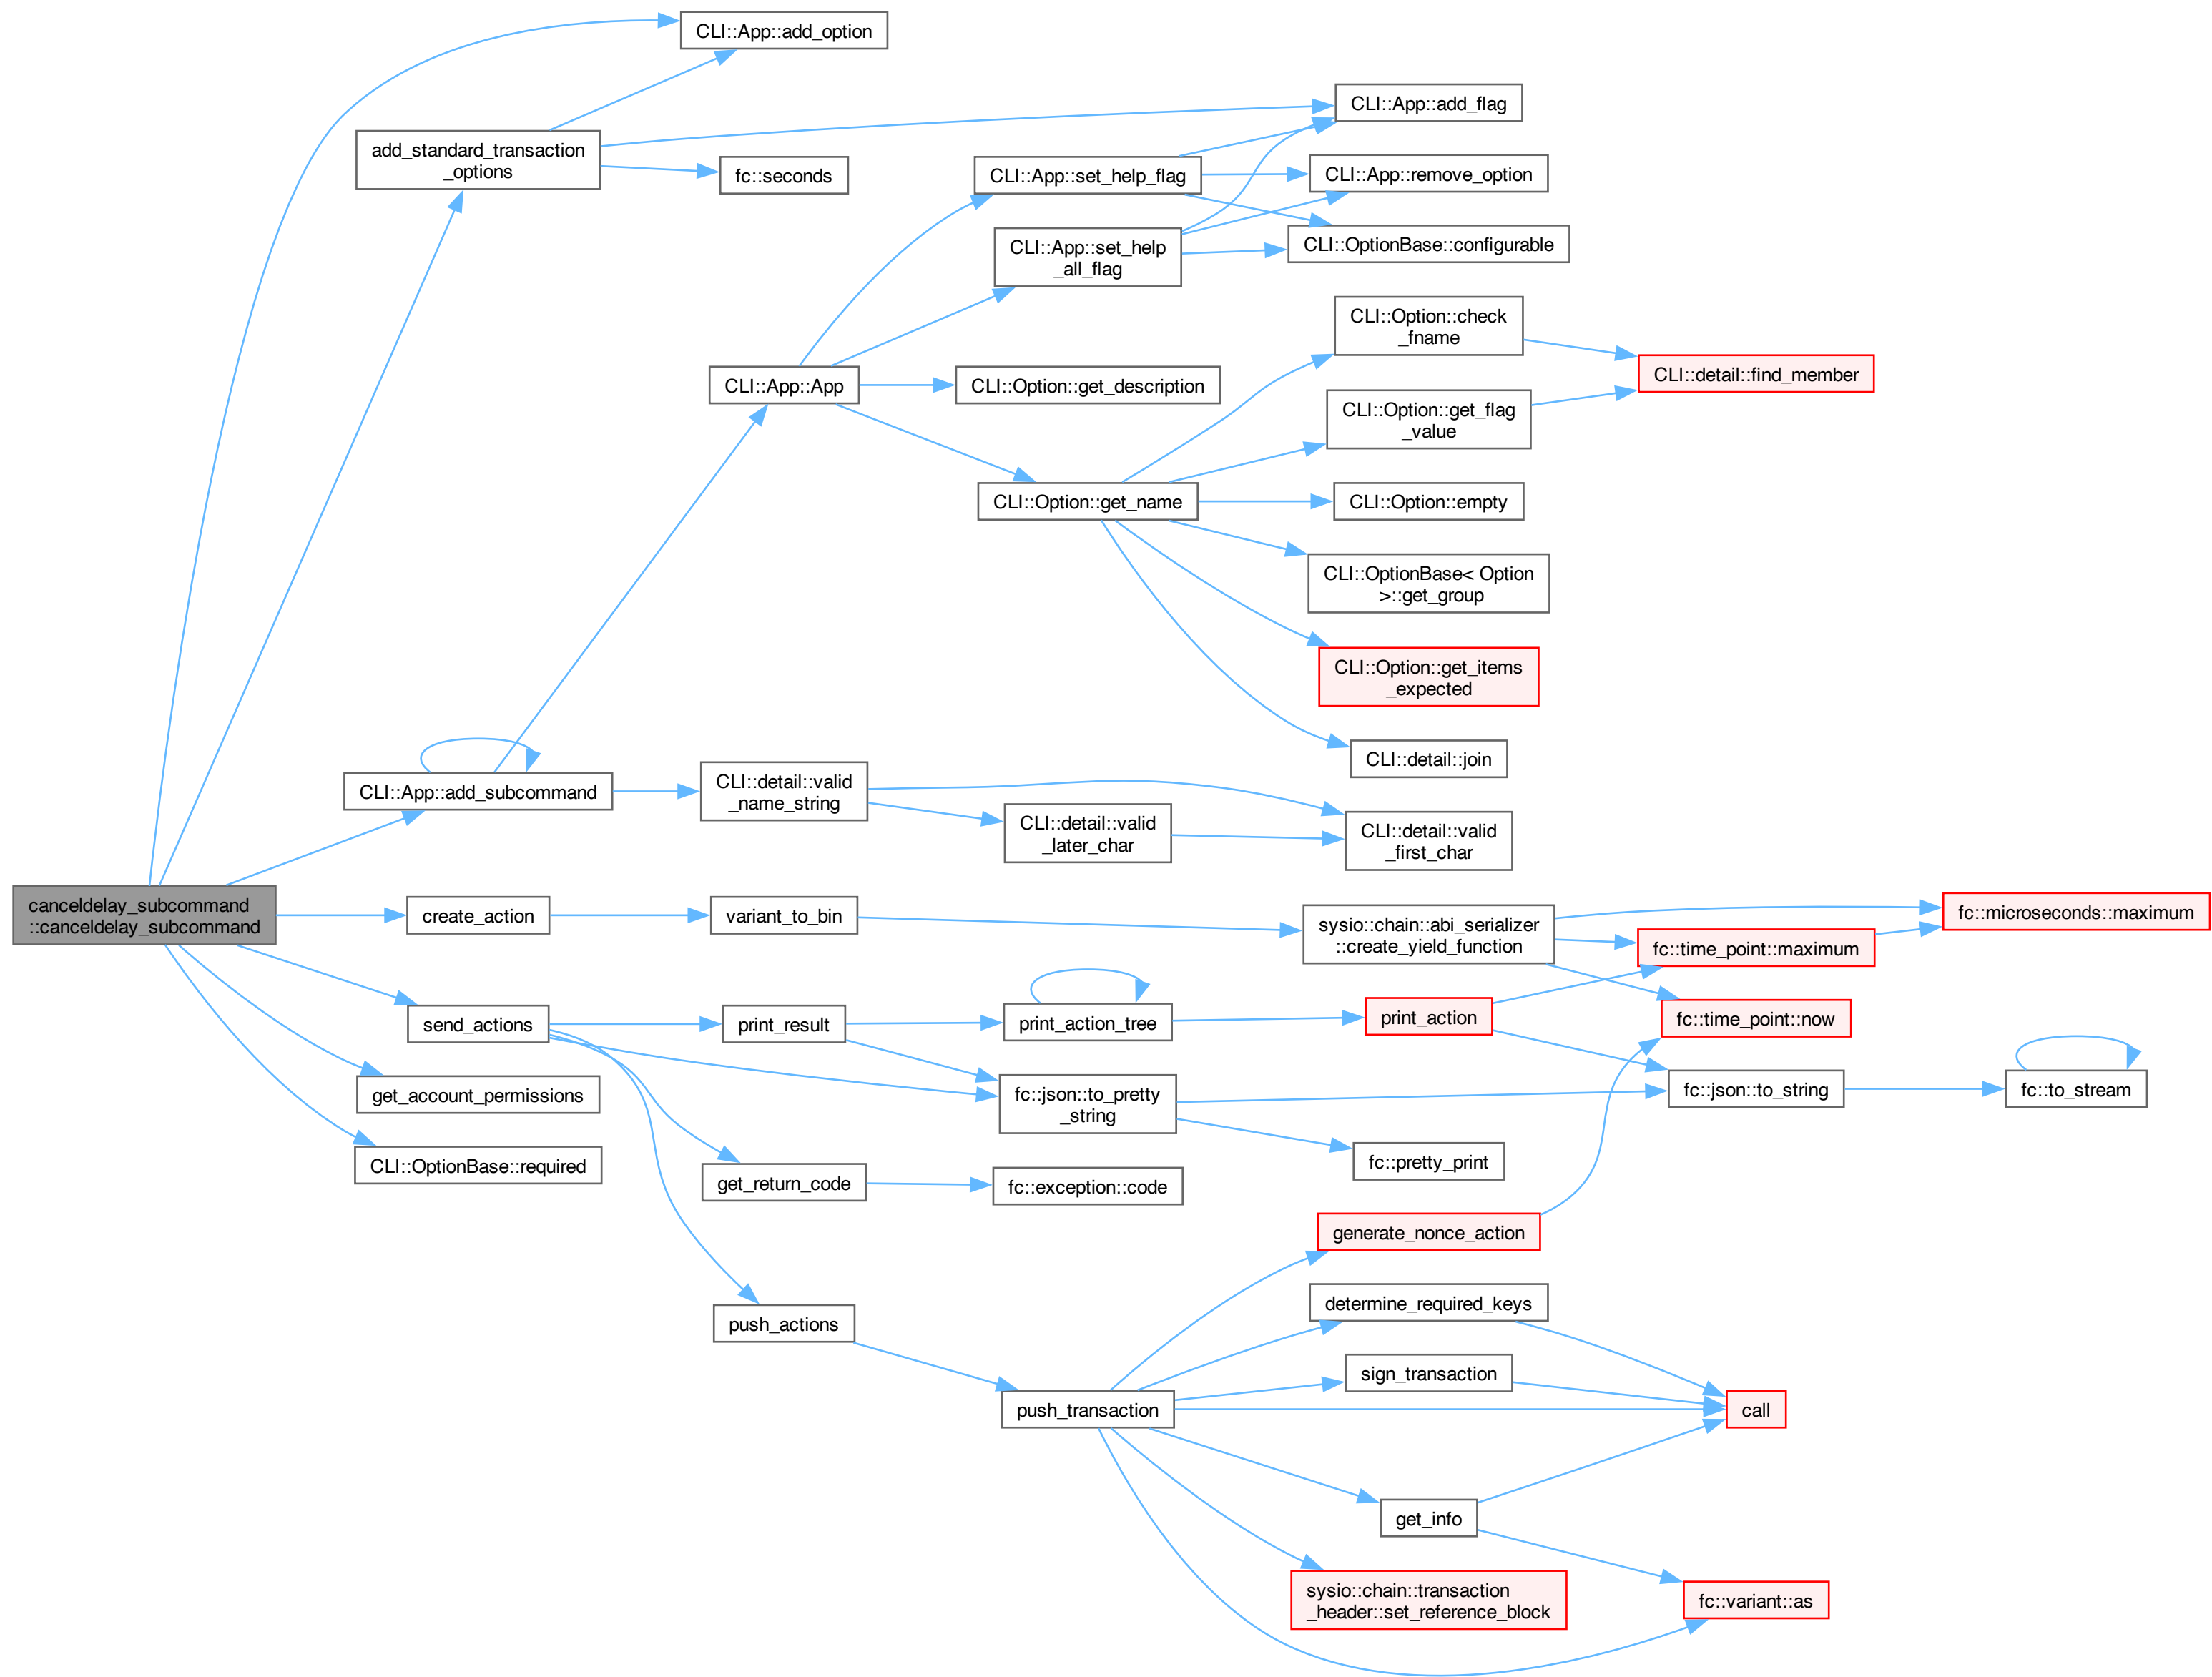 CLI::App::add_option
add_standard_transaction
_options
fc::seconds
CLI::App::add_flag
CLI::App::set_help_flag
CLI::App::remove_option
CLI::App::set_help
_all_flag
CLI::OptionBase::configurable
CLI::App::App
CLI::Option::get_description
CLI::Option::check
_fname
CLI::detail::find_member
CLI::Option::get_flag
_value
CLI::Option::get_name
CLI::Option::empty
CLI::OptionBase< Option
>::get_group
CLI::Option::get_items
_expected
CLI::detail::join
CLI::App::add_subcommand
CLI::detail::valid
_name_string
CLI::detail::valid
_later_char
CLI::detail::valid
_first_char
canceldelay_subcommand
::canceldelay_subcommand
create_action
variant_to_bin
sysio::chain::abi_serializer
::create_yield_function
fc::microseconds::maximum
fc::time_point::maximum
fc::time_point::now
send_actions
print_result
print_action_tree
print_action
get_account_permissions
fc::json::to_pretty
_string
fc::json::to_string
fc::to_stream
CLI::OptionBase::required
get_return_code
fc::exception::code
fc::pretty_print
generate_nonce_action
push_actions
determine_required_keys
sign_transaction
push_transaction
call
get_info
sysio::chain::transaction
_header::set_reference_block
fc::variant::as